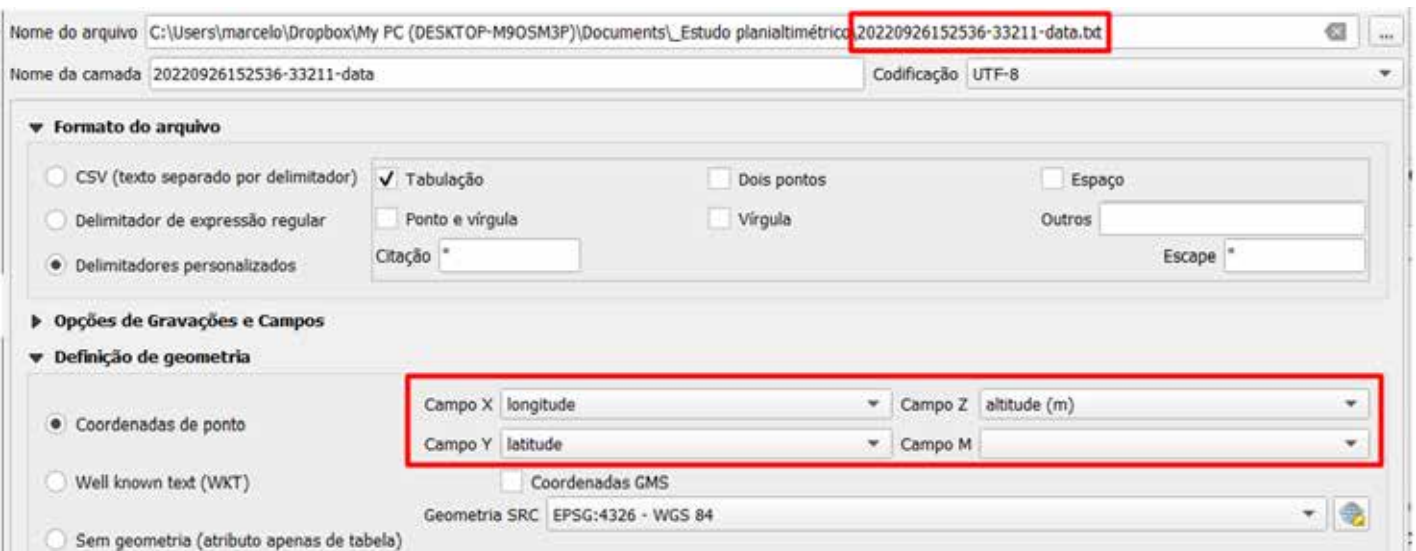 Nome do arquivo C:\Users\marcelo\Dropbox\My PC (DESKTOP-M9OSM3P)\Documents\_Estudo planialtimétrico\20220926152536-33211-data.txt ...
Nome da camada 20220926152536-33211-data Codificação UTF-8
Formato do arquivo
CSV (texto separado por delimitador) Tabulação Dois pontos Espaço
Delimitador de expressão regular Ponto e vírgula Vírgula Outros
Delimitadores personalizados Citação " Escape "
Opções de Gravações e Campos
Definição de geometria
Campo X longitude Campo Z altitude (m)
Coordenadas de ponto
Campo Y latitude Campo M
Well known text (WKT) Coordenadas GMS
Geometria SRC EPSG:4326 - WGS 84
Sem geometria (atributo apenas de tabela)